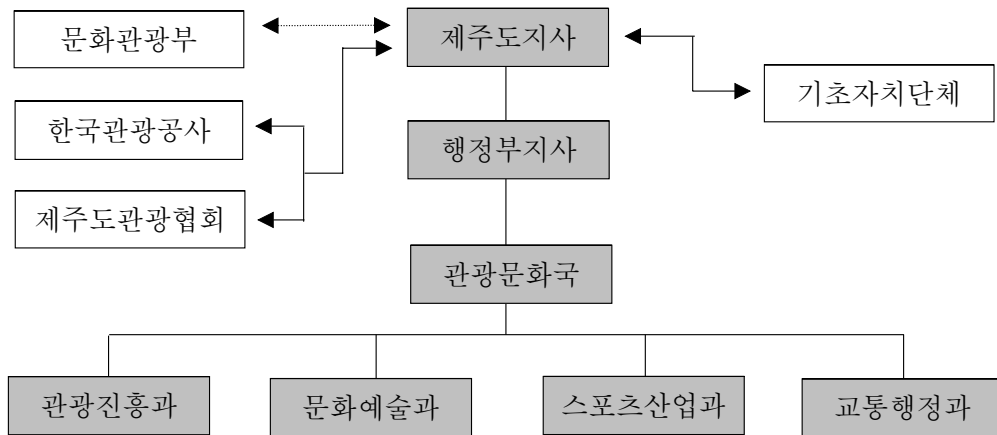 문화관광부
제주도지사
기초자치단체
한국관광공사
행정부지사
제주도관광협회
관광문화국
관광진흥과
문화예술과
스포츠산업과
교통행정과